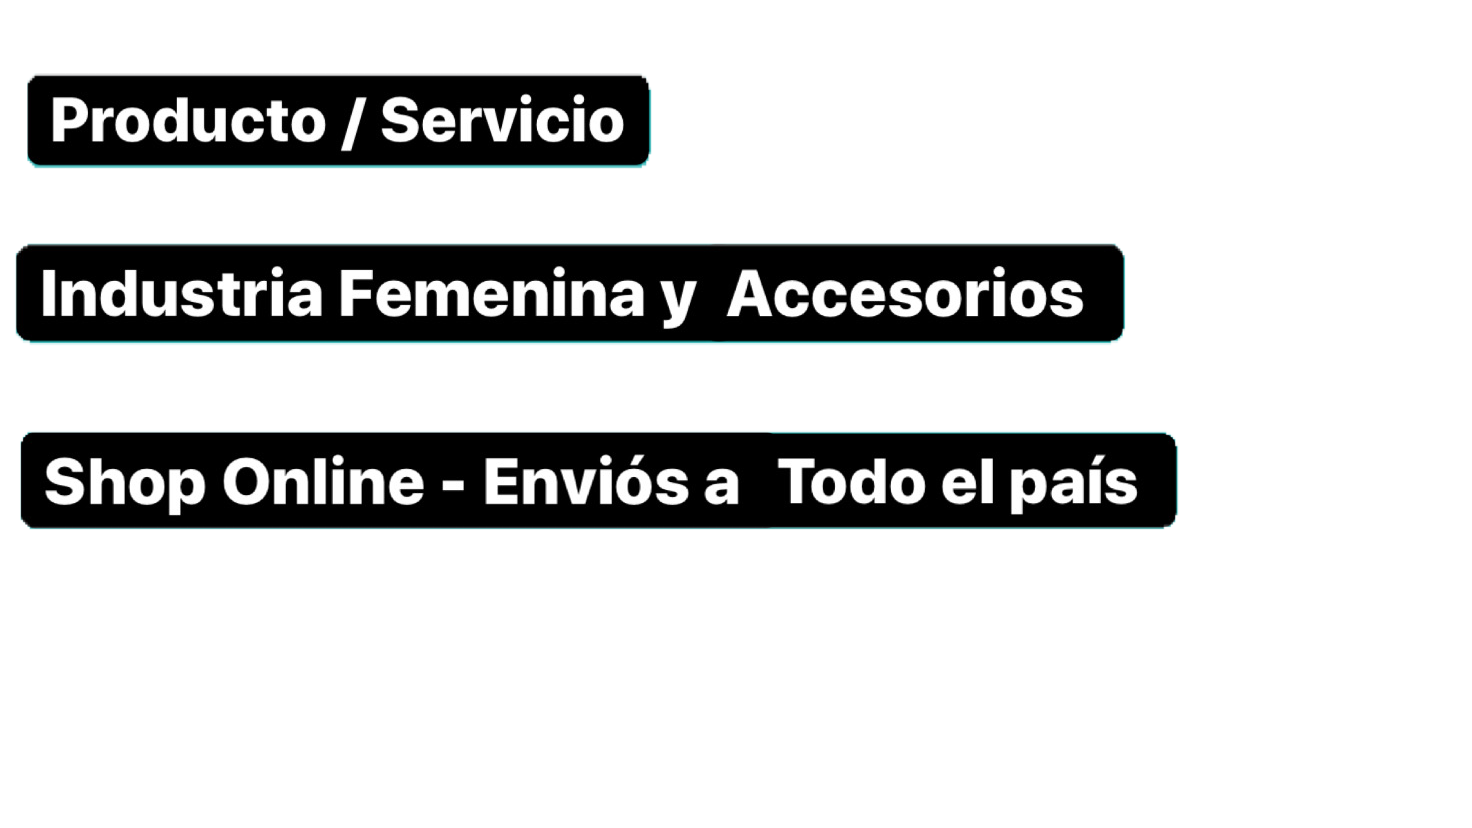 Producto / Servicio
Industria Femenina y Accesorios
Shop Online - Enviós a Todo el país